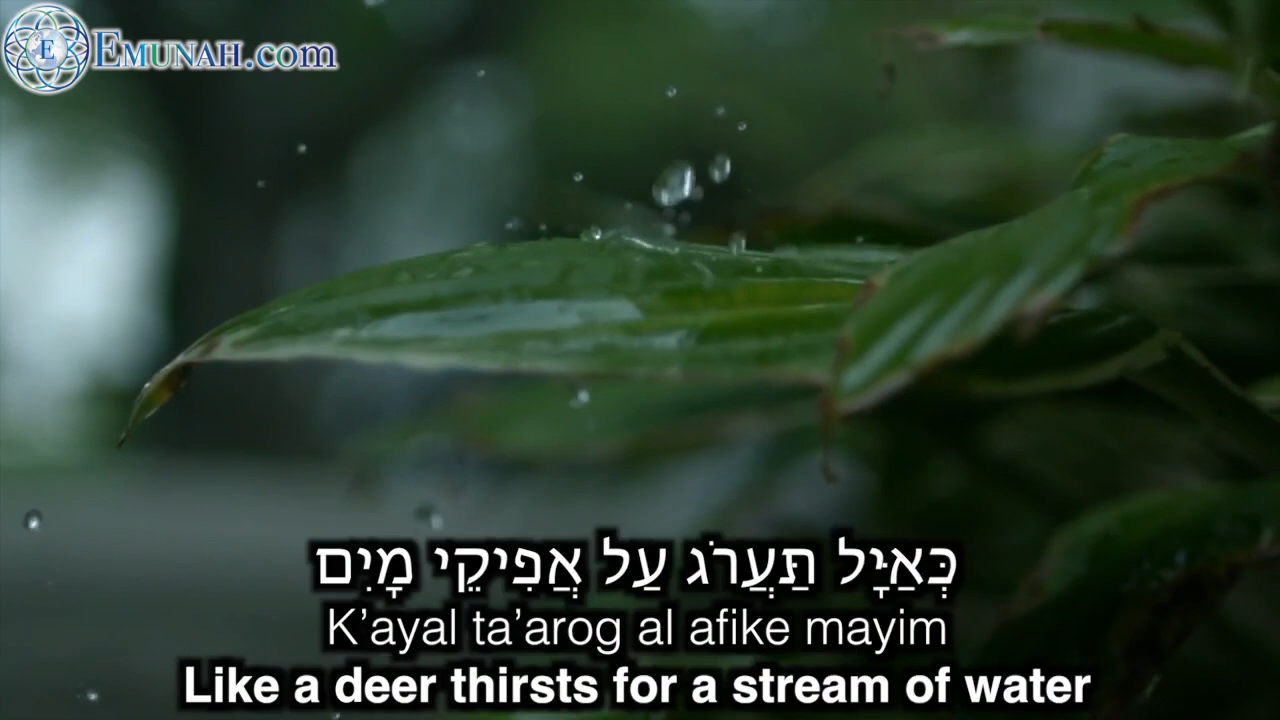 EMUNAH.com
כְּאַיָּל תַּעֲרֹג עַל אֲפִיקֵי מָיִם
K’ayal ta’arog al afike mayim
Like a deer thirsts for a stream of water